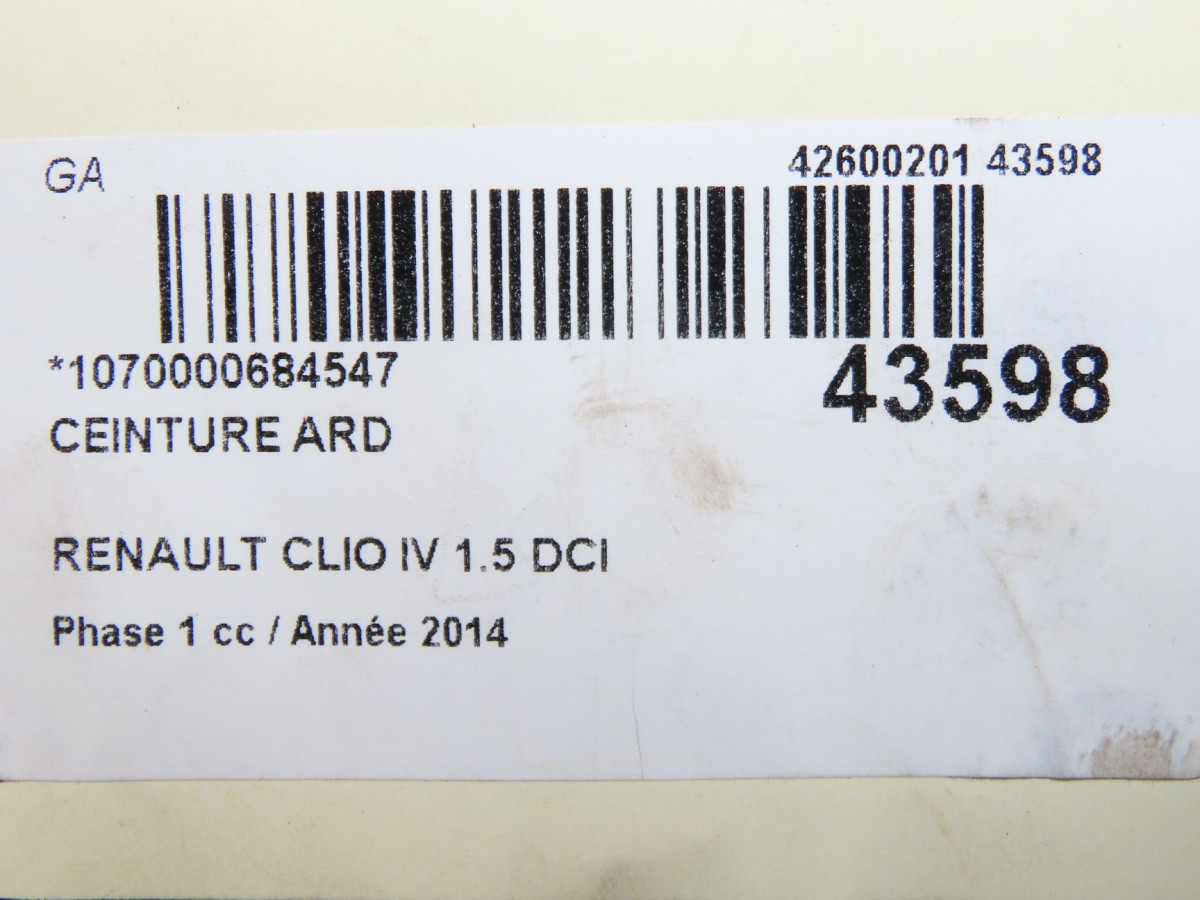 GA
42600201 43598
*1070000684547
43598
CEINTURE ARD
RENAULT CLIO IV 1.5 DCI
Phase 1 cc / Année 2014